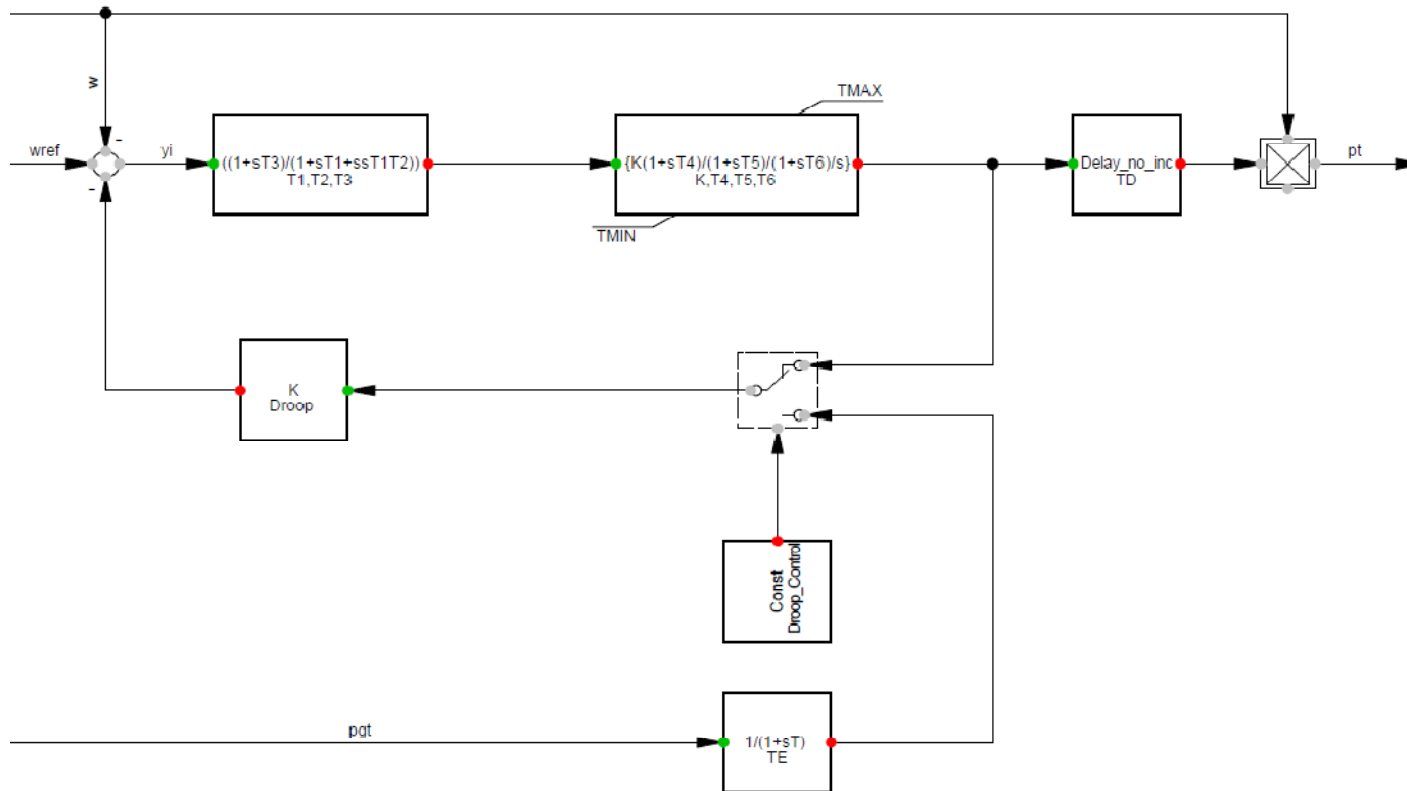 TMAX
w
-
wref
yi
((1+sT3)/(1+sT1+ssT1T2))
T1,T2,T3
{K(1+sT4)/(1+sT5)/(1+sT6)/s}
K,T4,T5,T6
Delay_no_inc
TD
pt
-
TMIN
K
Droop
Const
Droop_Control
pgt
1/(1+sT)
TE